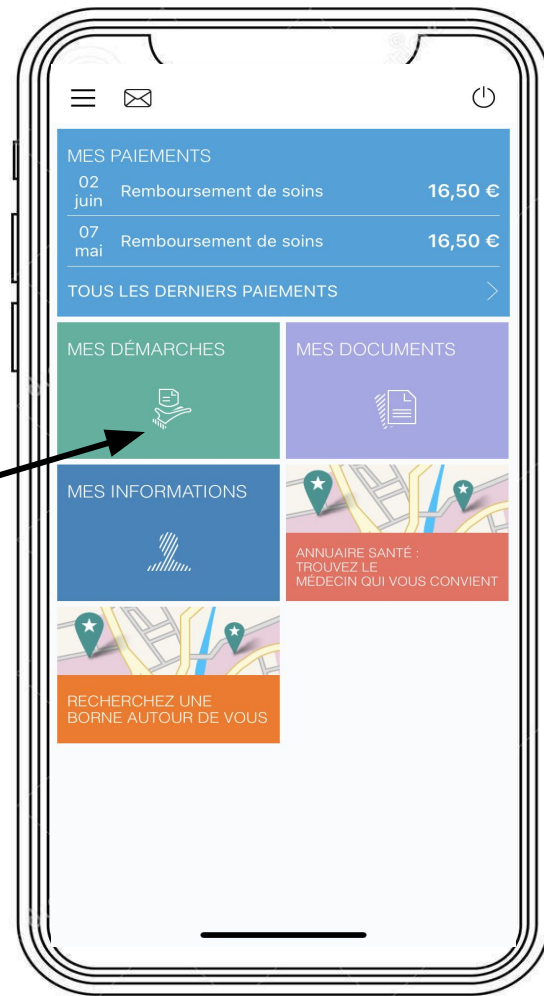 MES PAIEMENTS
02 juin Remboursement de soins 16,50 €
07 mai Remboursement de soins 16,50 €
TOUS LES DERNIERS PAIEMENTS
MES DÉMARCHES
MES DOCUMENTS
MES INFORMATIONS
ANNUAIRE SANTÉ :
TROUVEZ LE
MÉDECIN QUI VOUS CONVIENT
RECHERCHEZ UNE
BORNE AUTOUR DE VOUS